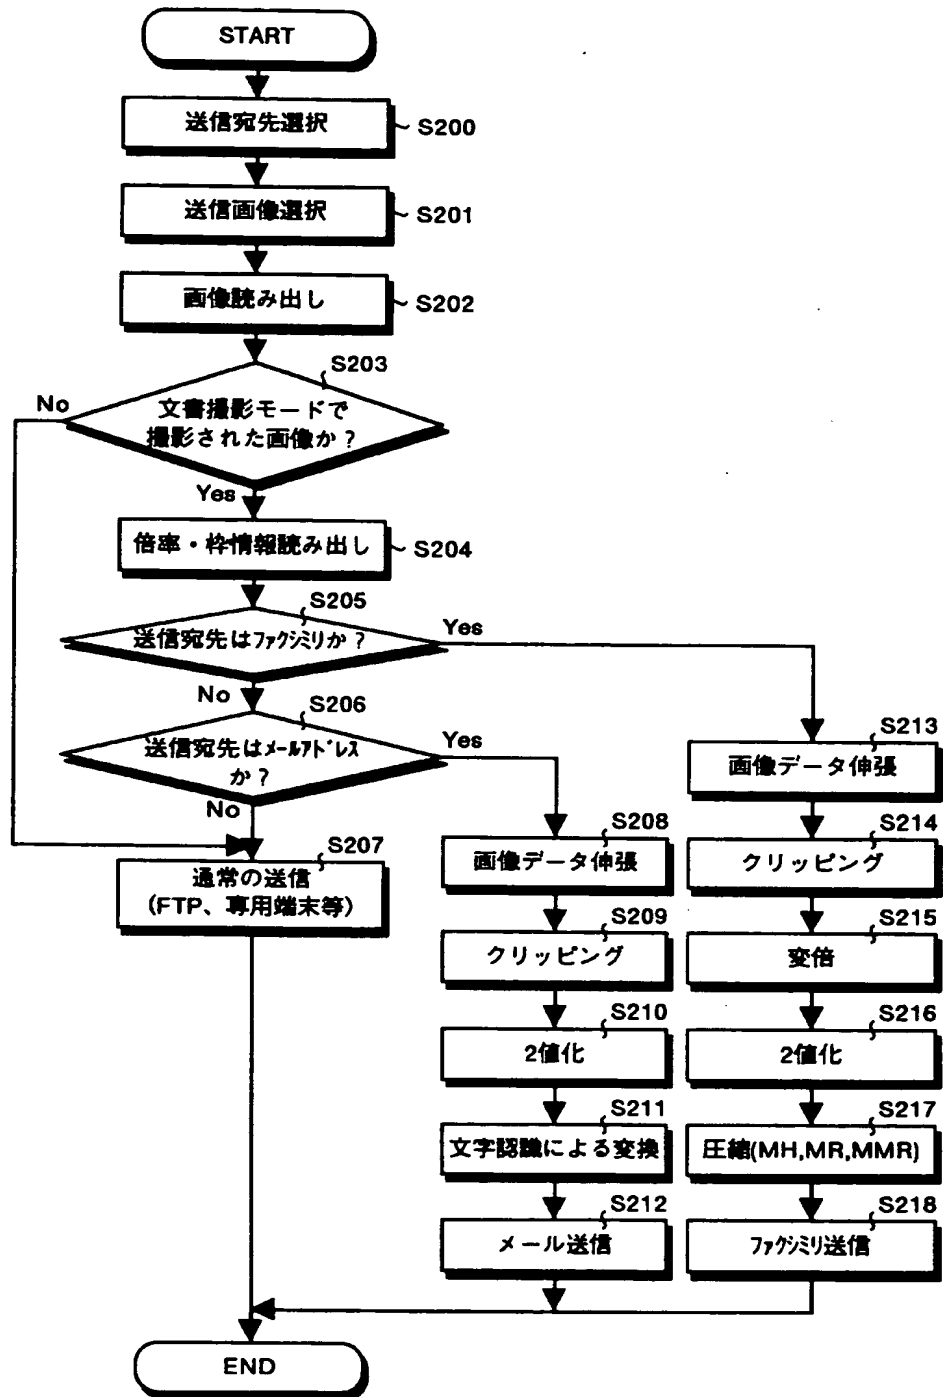 START
送信宛先選択
S200
送信画像選択
S201
画像読み出し
S202
S203
文書撮影モードで
撮影された画像か？
No
Yes
倍率・枠情報読み出し
S204
S205
送信宛先はファクシミリか？
Yes
No
S206
送信宛先はメールアドレス
か？
Yes
No
S207
通常の送信
（FTP、専用端末等）
S208
画像データ伸張
S209
クリッピング
S210
2値化
S211
文字認識による変換
S212
メール送信
S213
画像データ伸張
S214
クリッピング
S215
変倍
S216
2値化
S217
圧縮(MH,MR,MMR)
S218
ファクシミリ送信
END